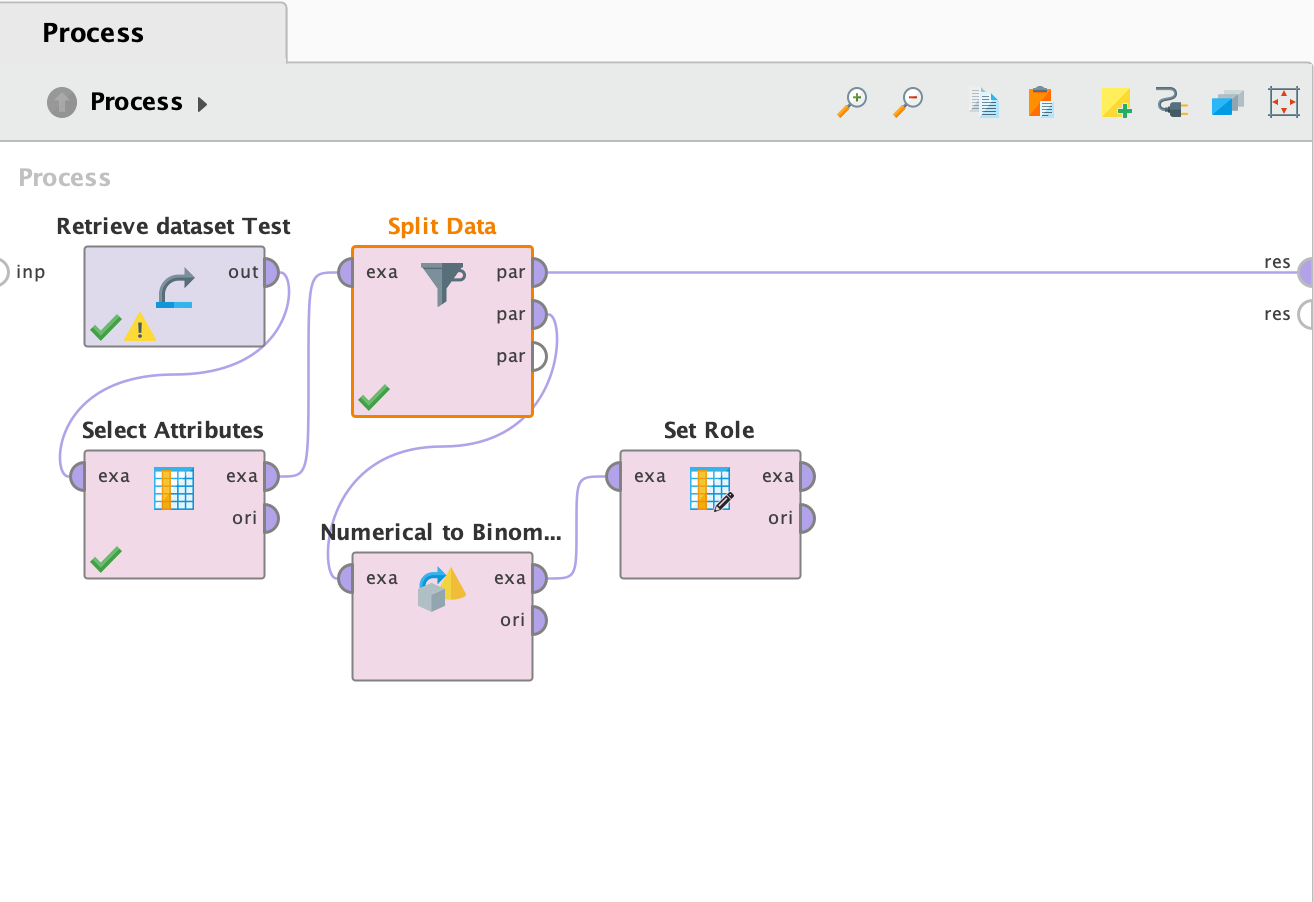 Process
Process
Process
Retrieve dataset Test
Split Data
inp
out
exa
par
res
par
res
par
Select Attributes
Set Role
exa
exa
exa
exa
ori
ori
Numerical to Binom...
exa
exa
ori